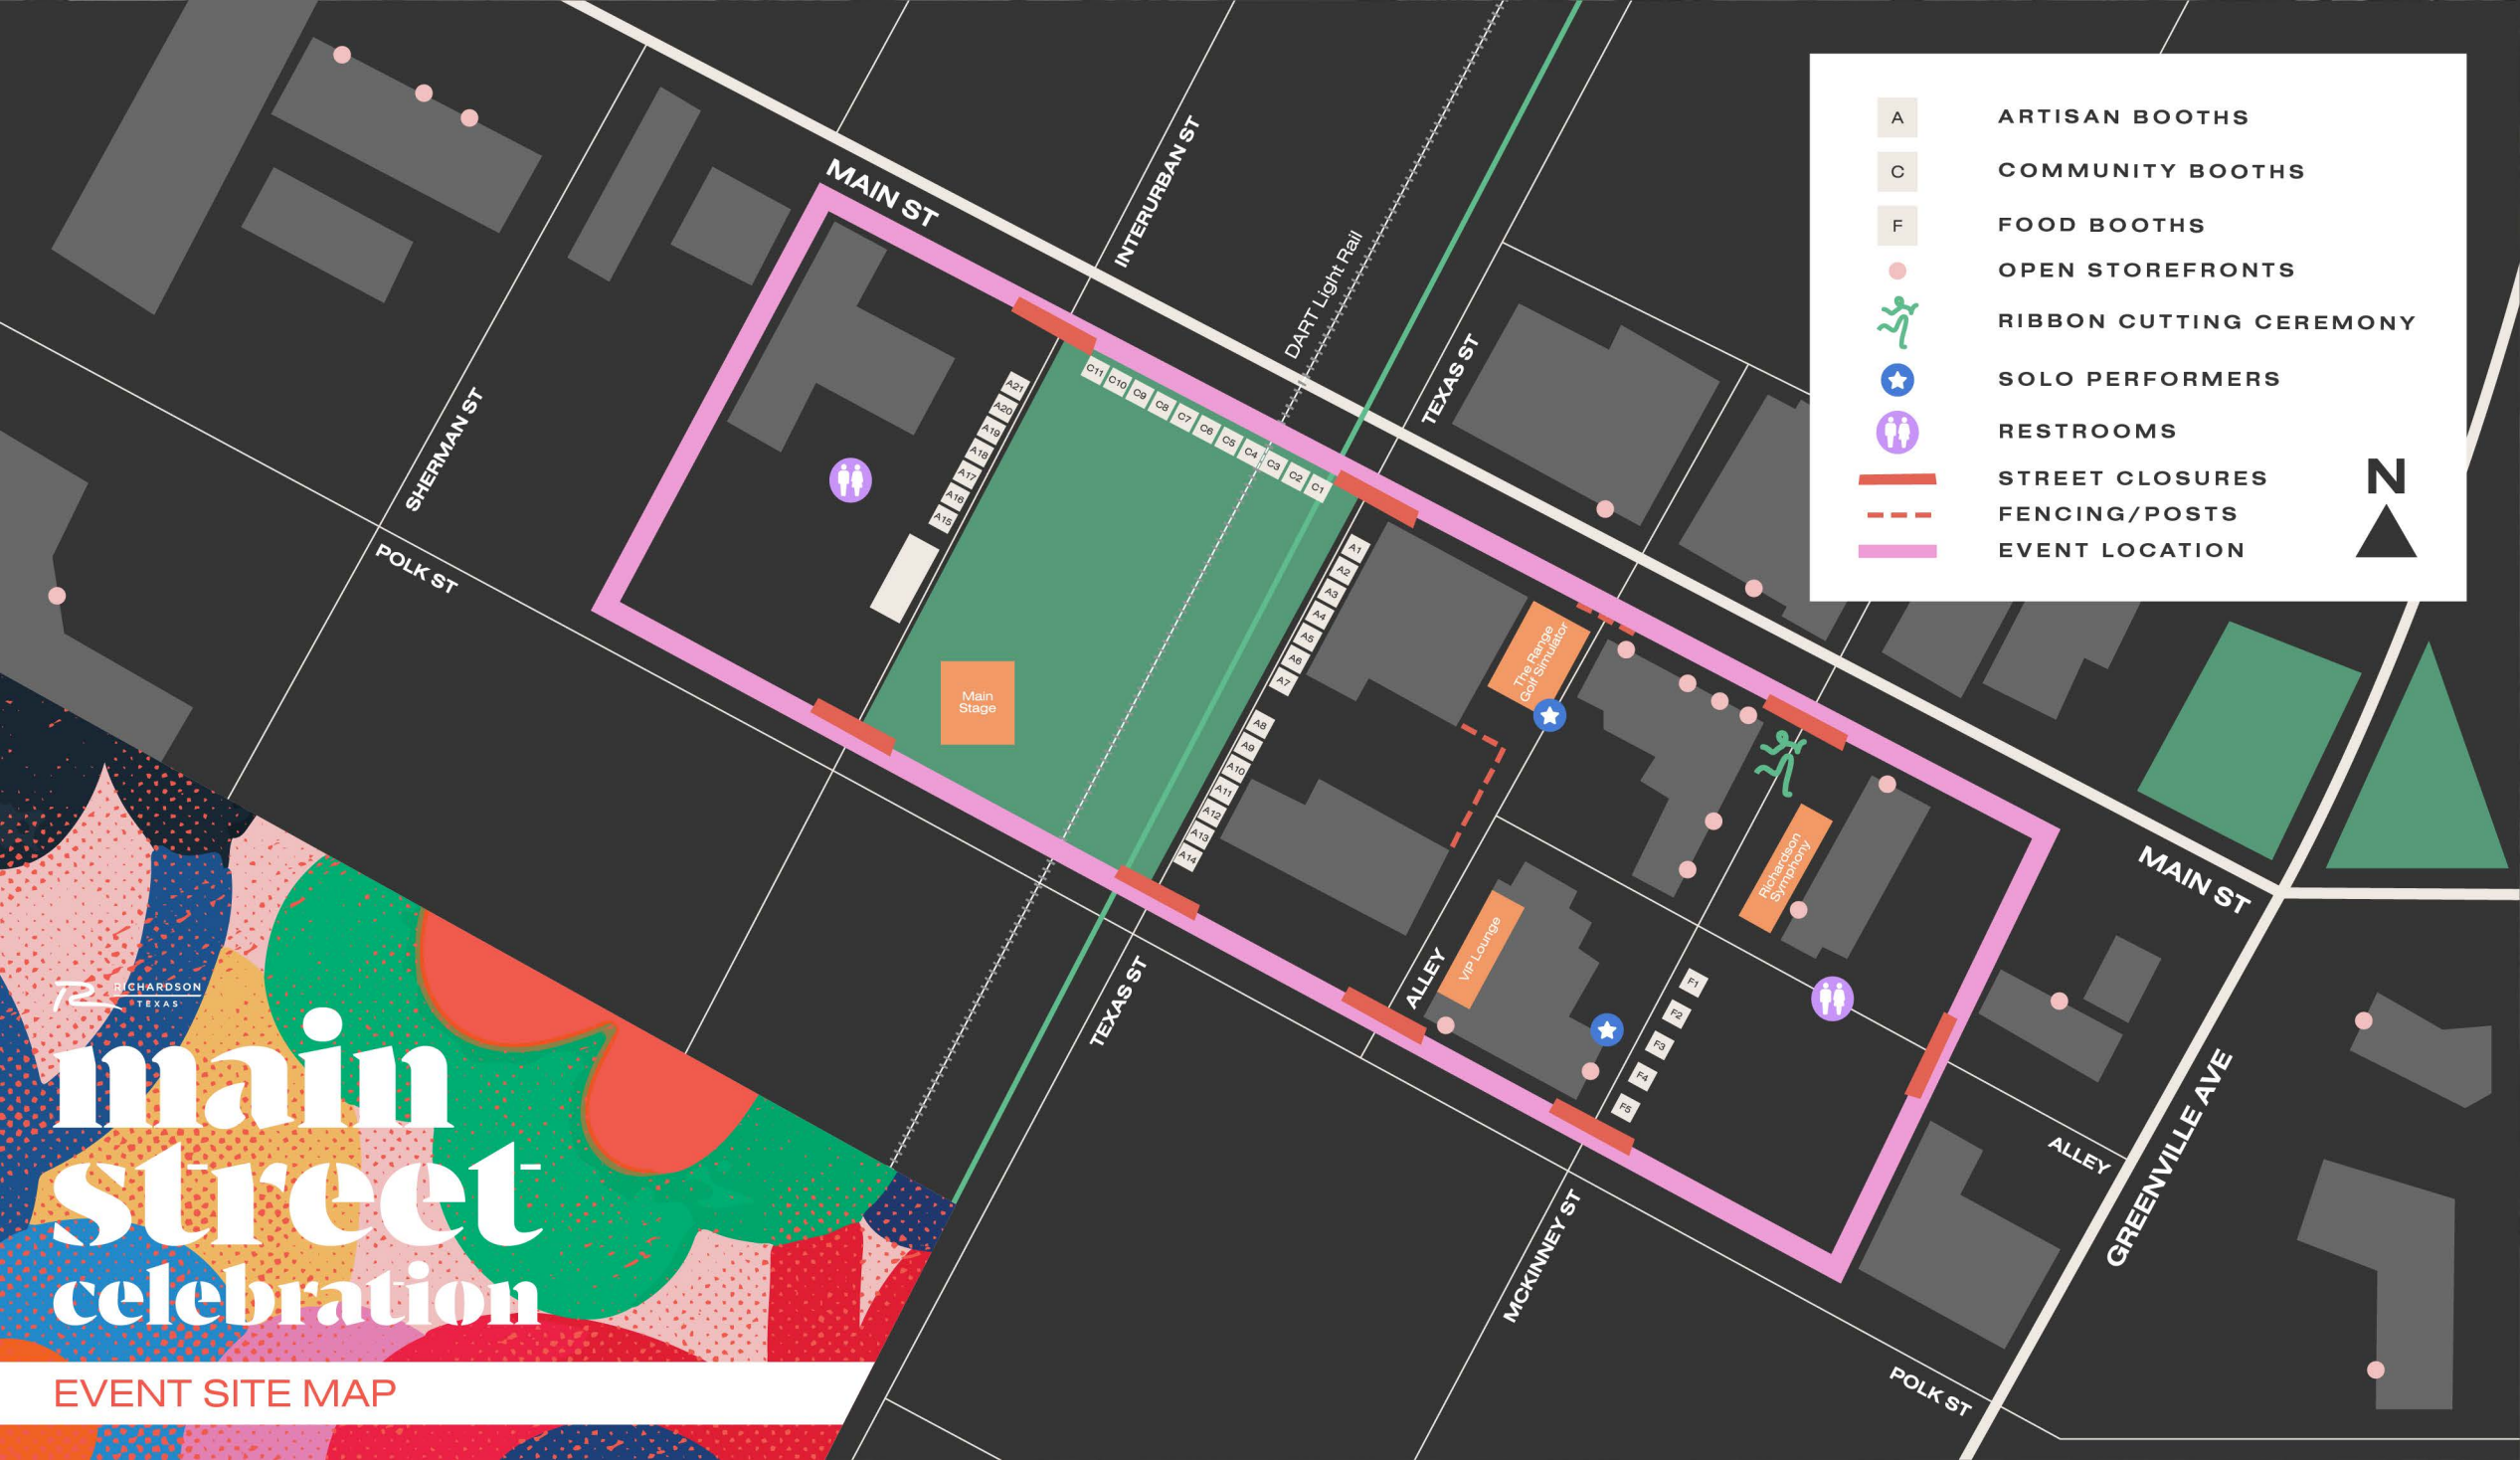 MAIN ST
INTERURBAN ST
DART Light Rail
TEXAS ST
SHERMAN ST
POLK ST
A
ARTISAN BOOTHS
C
COMMUNITY BOOTHS
F
FOOD BOOTHS
OPEN STOREFRONTS
RIBBON CUTTING CEREMONY
SOLO PERFORMERS
RESTROOMS
STREET CLOSURES
FENCING/POSTS
EVENT LOCATION
N
A21
A20
A19
A18
A17
A16
A15
C11
C10
C9
C8
C7
C6
C5
C4
C3
C2
C1
A1
A2
A3
A4
A5
A6
A7
A8
A9
A10
A11
A12
A13
A14
Main
Stage
The Range
Golf Simulator
Richardson
Symphony
VIP Lounge
F1
F2
F3
F4
F5
ALLEY
TEXAS ST
MCKINNEY ST
MAIN ST
GREENVILLE AVE
ALLEY
POLK ST
RICHARDSON
TEXAS
main
street
celebration
EVENT SITE MAP